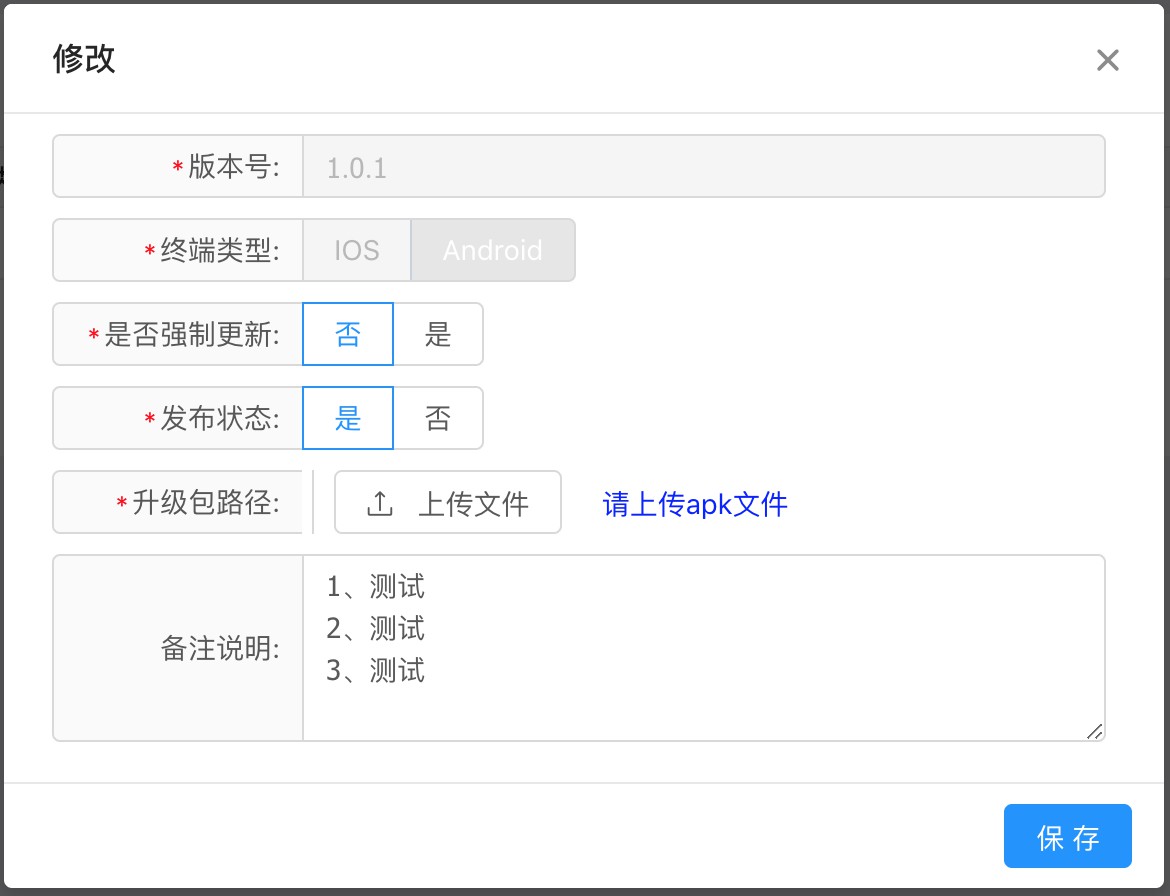 修改
*版本号: 1.0.1
*终端类型: IOS Android
*是否强制更新: 否 是
*发布状态: 是 否
*升级包路径: 上传文件 请上传apk文件
备注说明:
1、测试
2、测试
3、测试
保 存